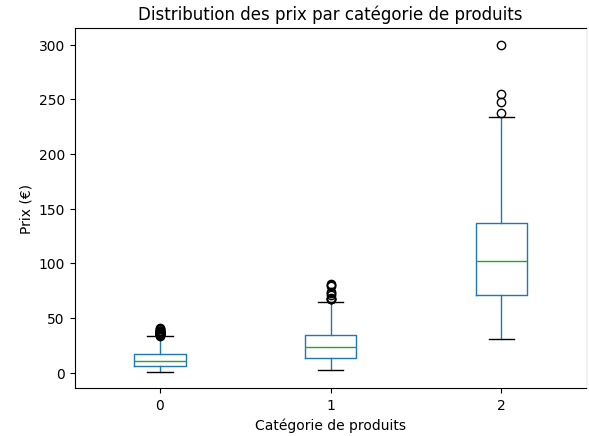 Distribution des prix par catégorie de produits
300
250
200
150
100
50
0
Prix (€)
0 1 2
Catégorie de produits